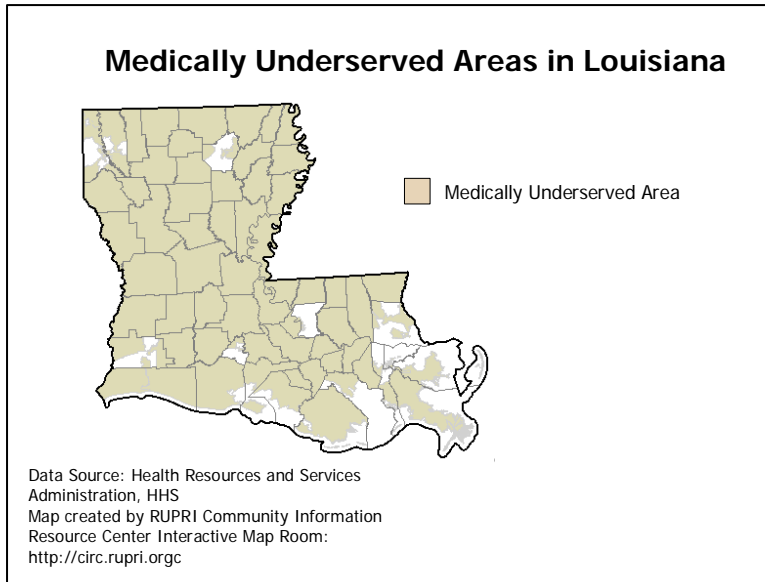 Medically Underserved Areas in Louisiana
Medically Underserved Area
Data Source: Health Resources and Services
Administration, HHS
Map created by RUPRI Community Information
Resource Center Interactive Map Room:
http://circ.rupri.orgc